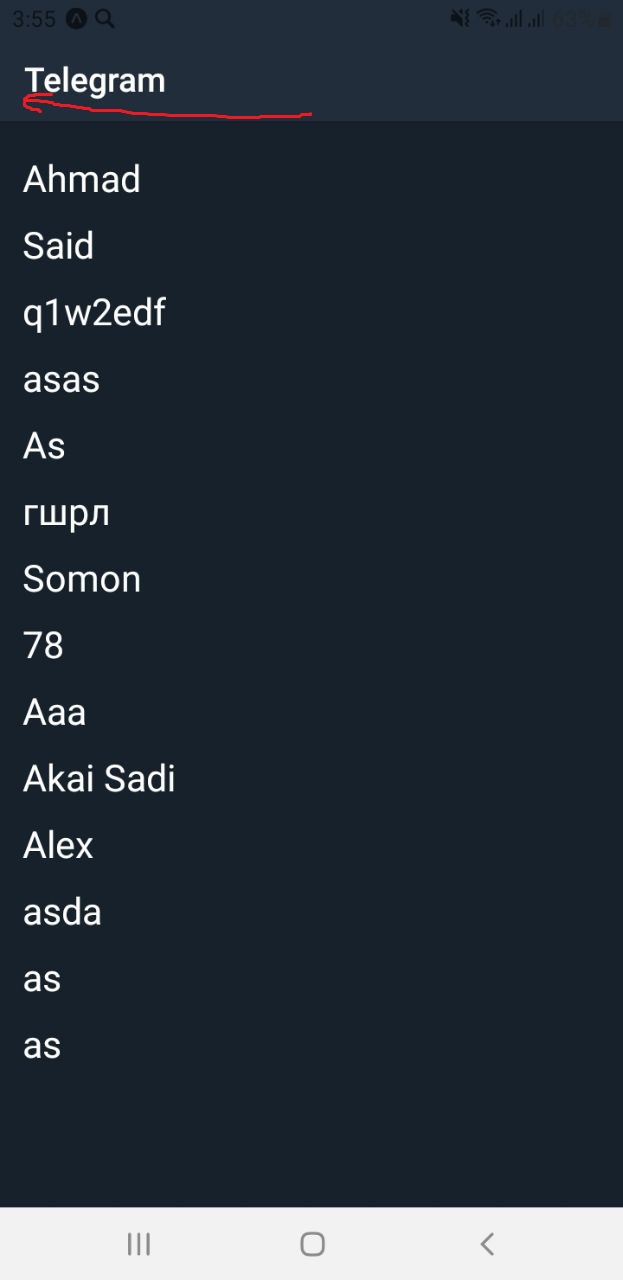 3:55 63%
Telegram
Ahmad
Said
q1w2edf
asas
As
гшрл
Somon
78
Aaa
Akai Sadi
Alex
asda
as
as